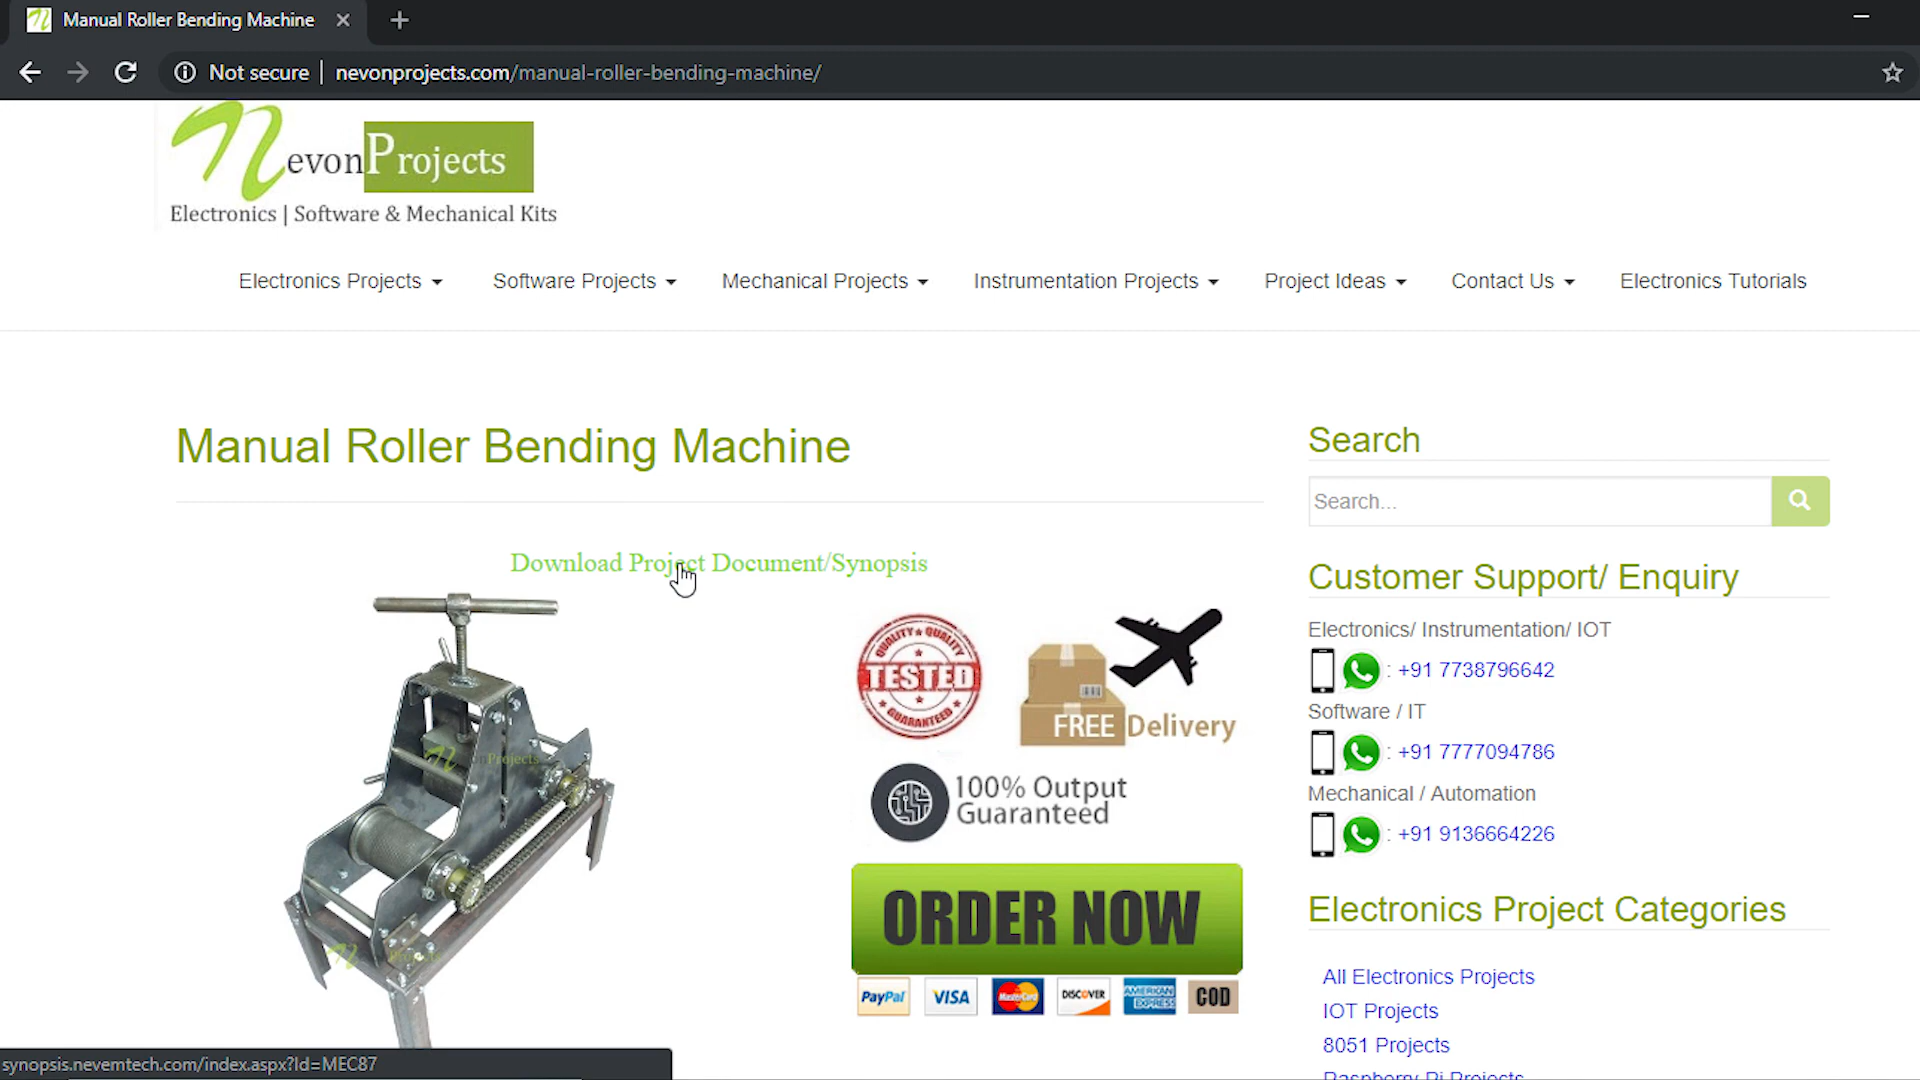 Manual Roller Bending Machine
Not secure | nevonprojects.com/manual-roller-bending-machine/
NevonProjects
Electronics | Software & Mechanical Kits
Electronics Projects
Software Projects
Mechanical Projects
Instrumentation Projects
Project Ideas
Contact Us
Electronics Tutorials
Manual Roller Bending Machine
Download Project Document/Synopsis
Projects
QUALITY QUALITY
TESTED
GUARANTEED
FREE Delivery
100% Output
Guaranteed
ORDER NOW
PayPal VISA MasterCard DISCOVER AMERICAN EXPRESS COD
Search
Search...
Customer Support/ Enquiry
Electronics/ Instrumentation/ IOT
: +91 7738796642
Software / IT
: +91 7777094786
Mechanical / Automation
: +91 9136664226
Electronics Project Categories
All Electronics Projects
IOT Projects
8051 Projects
Raspberry Pi Projects
synopsis.nevemtech.com/index.aspx?Id=MEC87